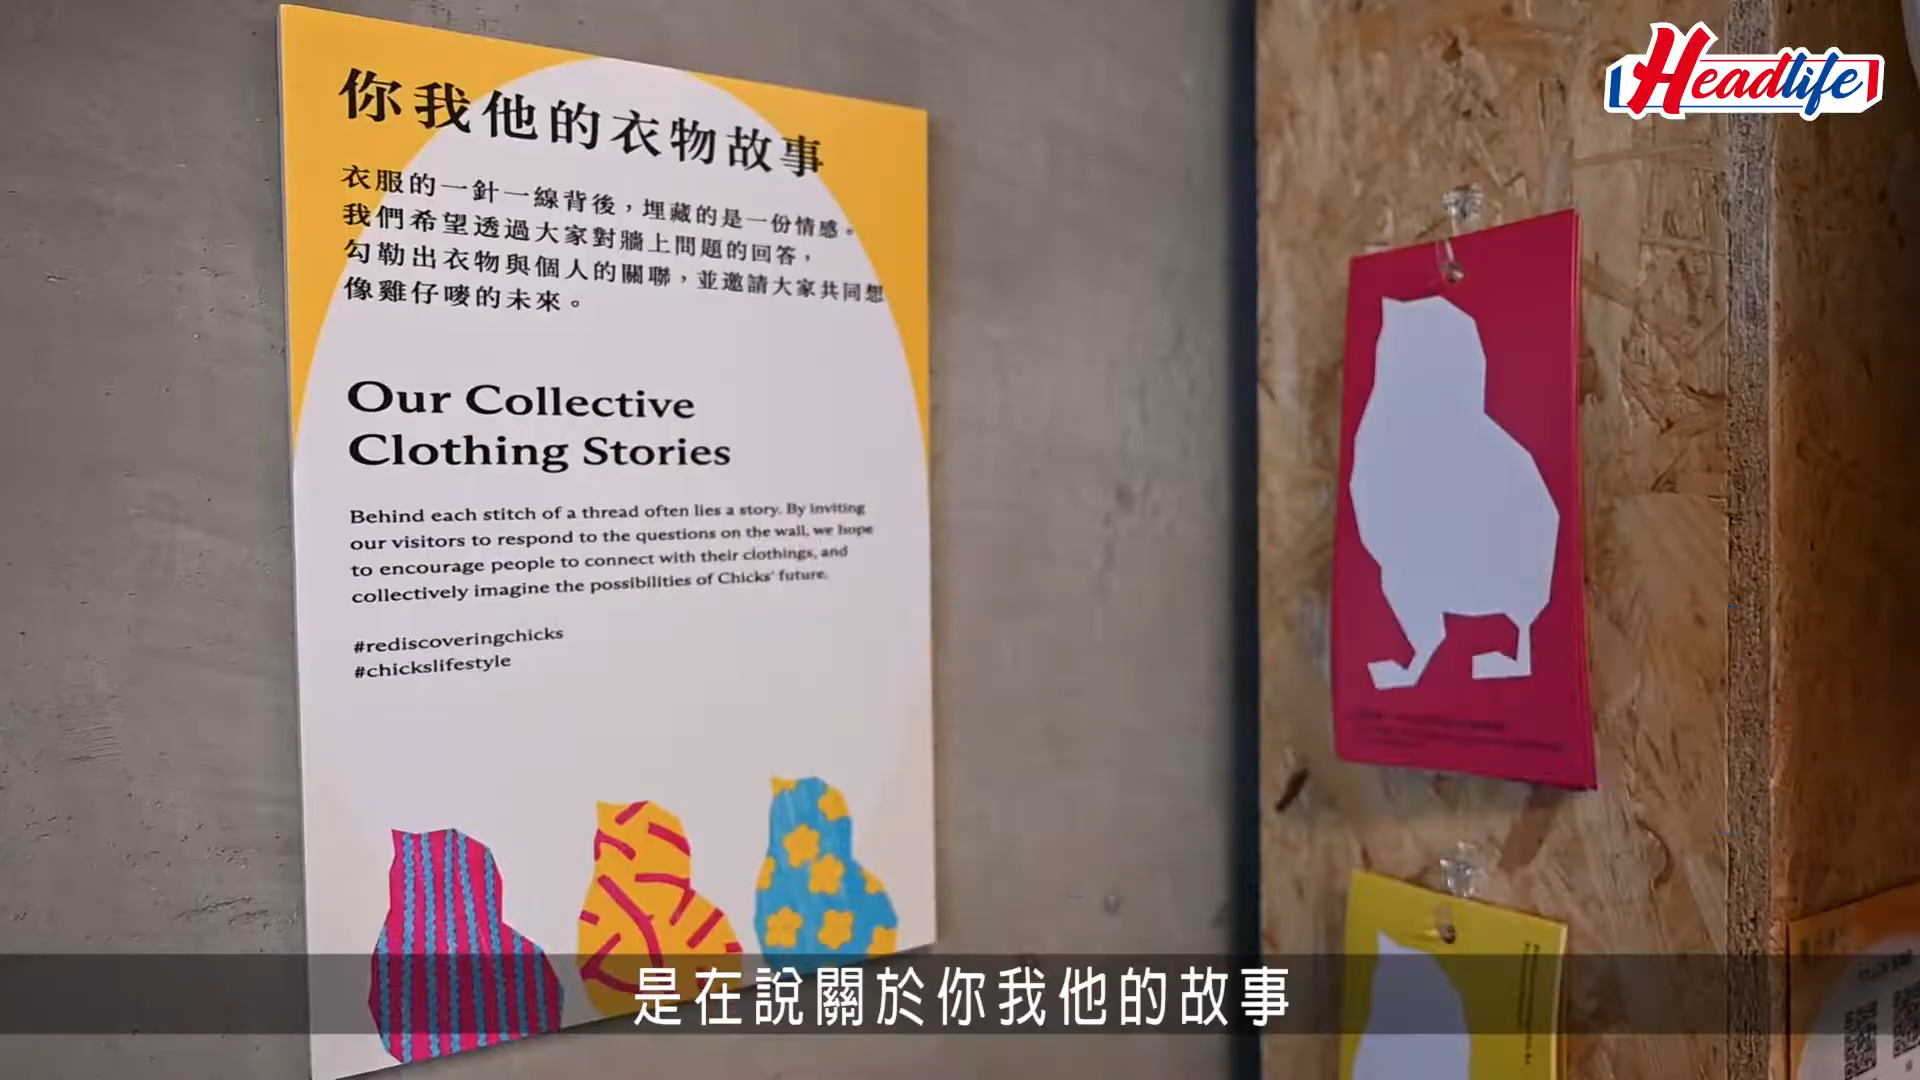 你我他的衣物故事
衣服的一針一線背後，埋藏的是一份情感。
我們希望透過大家對牆上問題的回答，
勾勒出衣物與個人的關聯，並邀請大家共同想
像雞仔嘜的未來。
Our Collective
Clothing Stories
Behind each stitch of a thread often lies a story. By inviting
our visitors to respond to the questions on the wall, we hope
to encourage people to connect with their clothings, and
collectively imagine the possibilities of Chicks' future.
#rediscoveringchicks
#chickslifestyle
Headlife
是在說關於你我他的故事